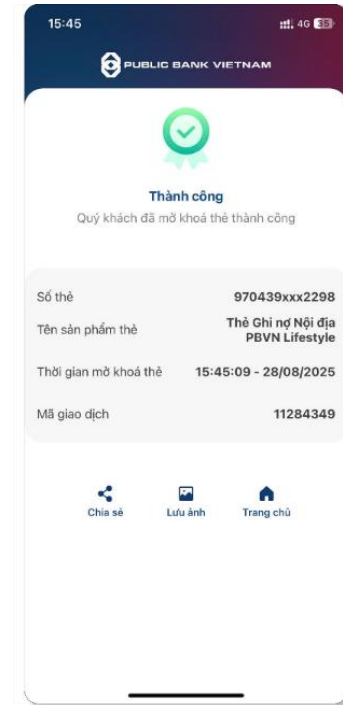 15:45
4G 35
PUBLIC BANK VIETNAM
Thành công
Quý khách đã mở khoá thẻ thành công
Số thẻ 970439xxx2298
Tên sản phẩm thẻ Thẻ Ghi nợ Nội địa
PBVN Lifestyle
Thời gian mở khoá thẻ 15:45:09 - 28/08/2025
Mã giao dịch 11284349
Chia sẻ Lưu ảnh Trang chủ